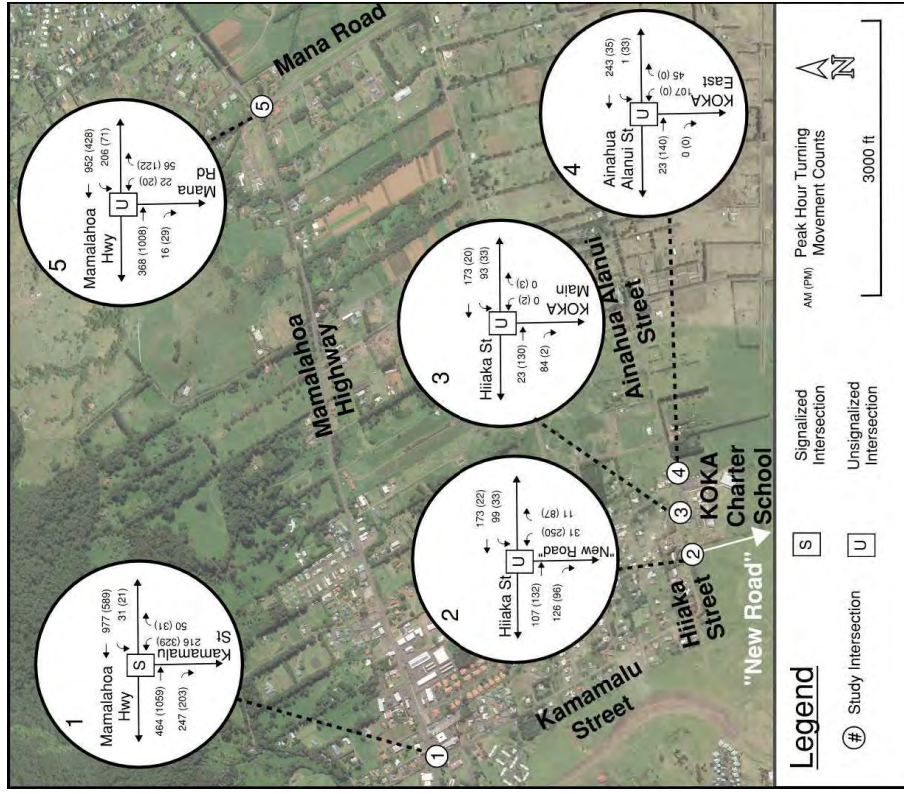 1
Mamalahoa
Hwy
977 (589)
31 (21)
S
464 (1059)
247 (203)
216 (329)
50 (31)
Kamamalu
St
2
Hiiaka St
173 (22)
99 (33)
U
107 (132)
126 (96)
31 (250)
11 (87)
"New Road"
3
Hiiaka St
173 (20)
93 (33)
U
23 (130)
84 (2)
0 (2)
0 (3)
KOKA
Main
4
Ainahua
Alanui St
243 (35)
1 (33)
U
23 (140)
0 (0)
107 (0)
45 (0)
KOKA
East
5
Mamalahoa
Hwy
952 (428)
206 (71)
U
368 (1008)
16 (29)
22 (20)
56 (122)
Mana
Rd
Mana Road
Mamalahoa
Highway
Kamamalu
Street
Hiiaka
Street
Ainahua Alanui
Street
KOKA
Charter
School
"New Road"
1
2
3
4
5
Legend
# Study Intersection
S Signalized
Intersection
U Unsignalized
Intersection
AM (PM) Peak Hour Turning
Movement Counts
N
3000 ft